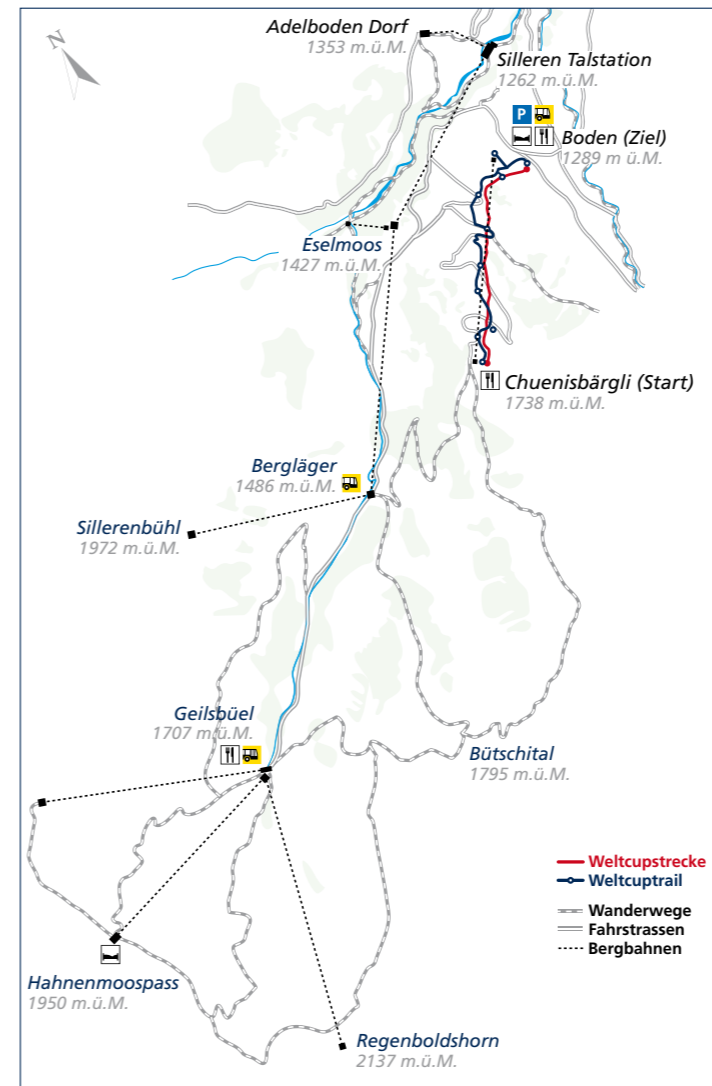 N
Adelboden Dorf
1353 m.ü.M.
Silleren Talstation
1262 m.ü.M.
P
Boden (Ziel)
1289 m ü.M.
Eselmoos
1427 m.ü.M.
Chuenisbärgli (Start)
1738 m.ü.M.
Bergläger
1486 m.ü.M.
Sillerenbühl
1972 m.ü.M.
Geilsbüel
1707 m.ü.M.
Bütschital
1795 m.ü.M.
Weltcupstrecke
Weltcuptrail
Wanderwege
Fahrstrassen
Bergbahnen
Hahnenmoospass
1950 m.ü.M.
Regenboldshorn
2137 m.ü.M.